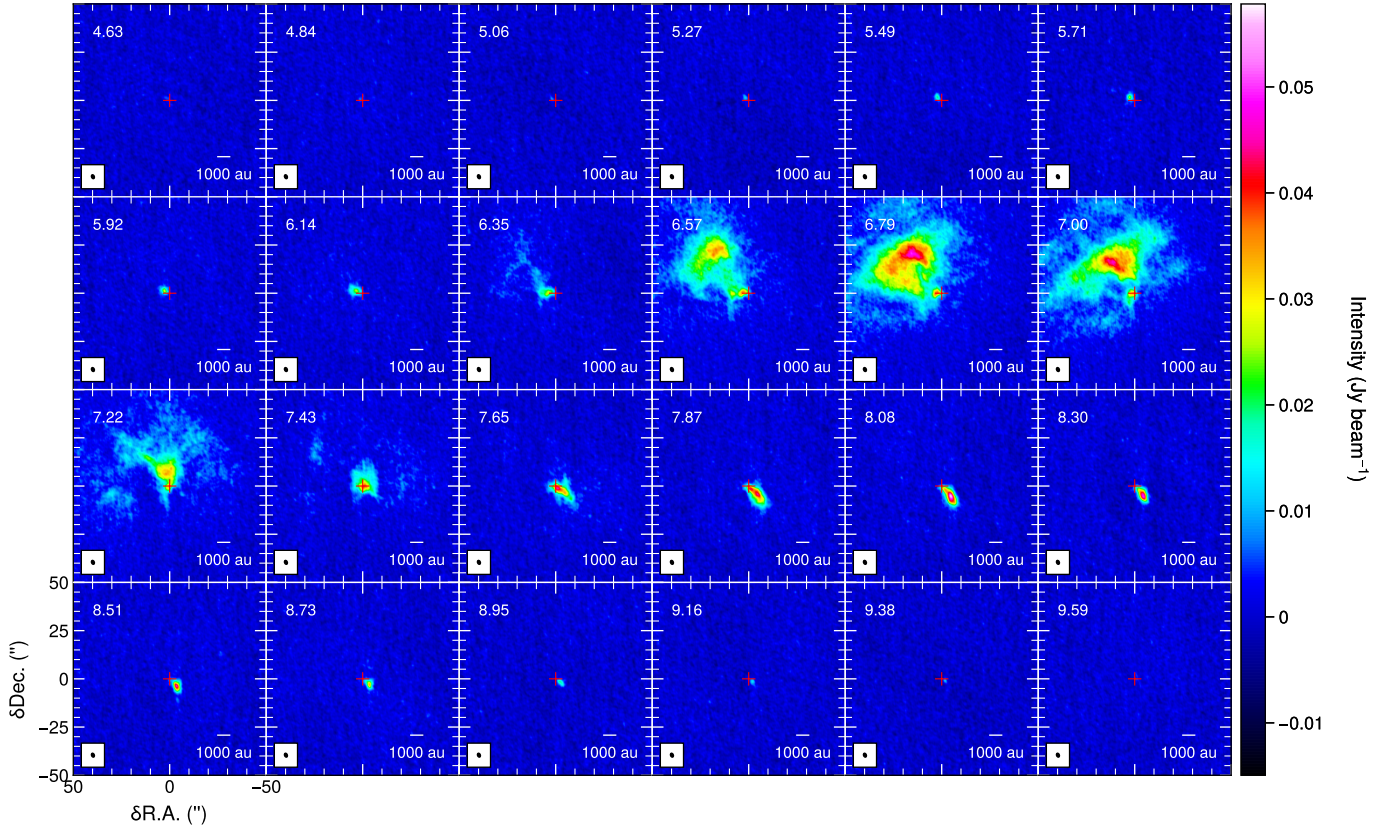 4.63 4.84 5.06 5.27 5.49 5.71
1000 au 1000 au 1000 au 1000 au 1000 au 1000 au
5.92 6.14 6.35 6.57 6.79 7.00
1000 au 1000 au 1000 au 1000 au 1000 au 1000 au
7.22 7.43 7.65 7.87 8.08 8.30
1000 au 1000 au 1000 au 1000 au 1000 au 1000 au
8.51 8.73 8.95 9.16 9.38 9.59
1000 au 1000 au 1000 au 1000 au 1000 au 1000 au
50
25
0
−25
−50
δDec. (")
50 0 −50
δR.A. (")
0.05
0.04
0.03
0.02
0.01
0
−0.01
Intensity (Jy beam⁻¹)